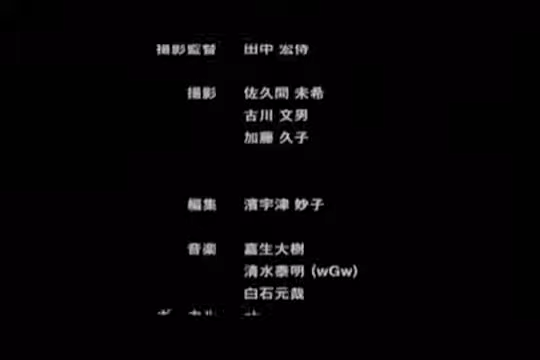 撮影監督 田中 宏侍
撮影 佐久間 未希
古川 文男
加藤 久子
編集 濱宇津 妙子
音楽 嘉生大樹
清水泰明 (wGw)
白石元哉